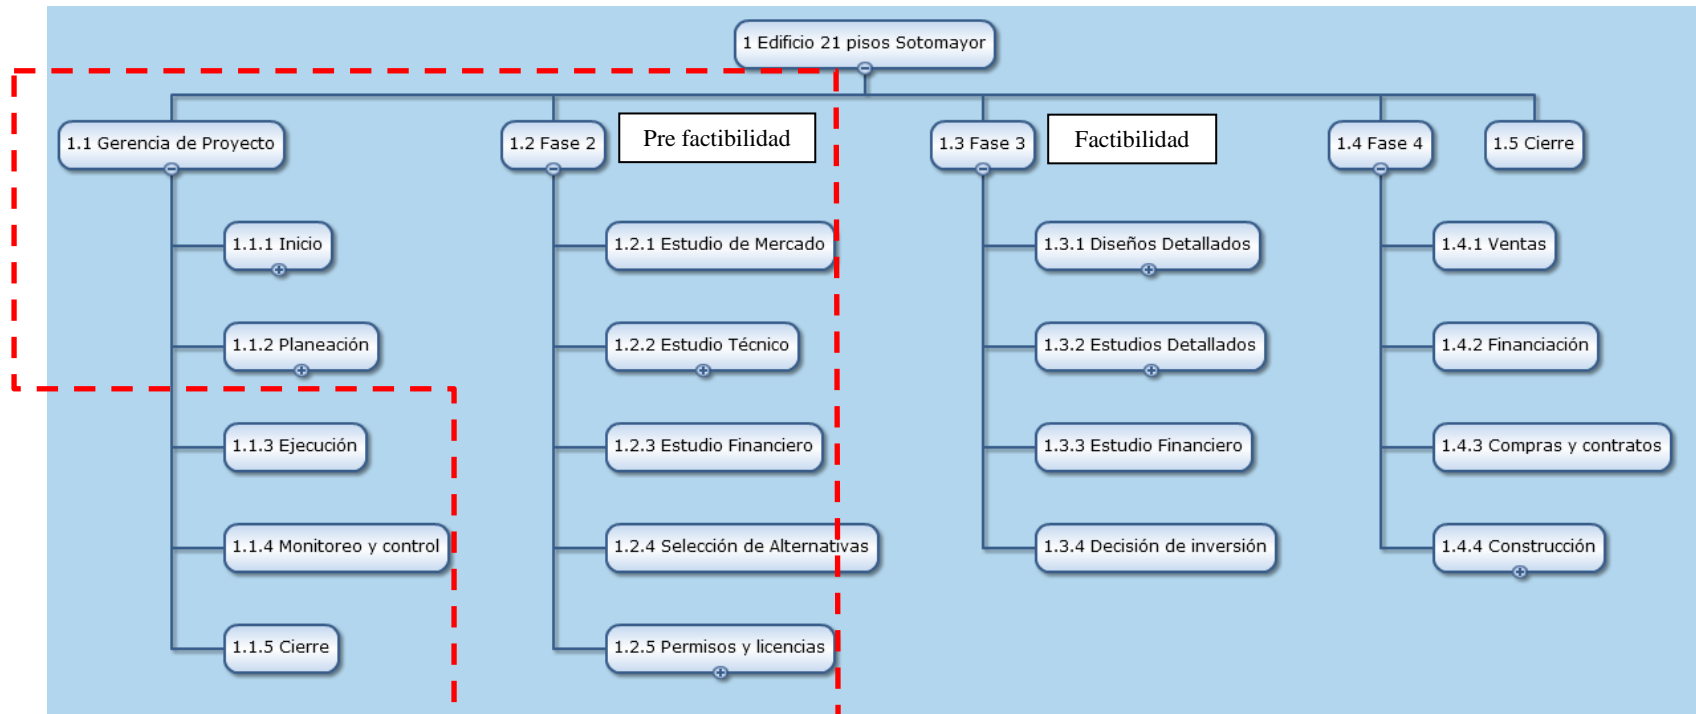 1 Edificio 21 pisos Sotomayor
1.1 Gerencia de Proyecto
1.2 Fase 2
Pre factibilidad
1.3 Fase 3
Factibilidad
1.4 Fase 4
1.5 Cierre
1.1.1 Inicio
1.1.2 Planeación
1.1.3 Ejecución
1.1.4 Monitoreo y control
1.1.5 Cierre
1.2.1 Estudio de Mercado
1.2.2 Estudio Técnico
1.2.3 Estudio Financiero
1.2.4 Selección de Alternativas
1.2.5 Permisos y licencias
1.3.1 Diseños Detallados
1.3.2 Estudios Detallados
1.3.3 Estudio Financiero
1.3.4 Decisión de inversión
1.4.1 Ventas
1.4.2 Financiación
1.4.3 Compras y contratos
1.4.4 Construcción